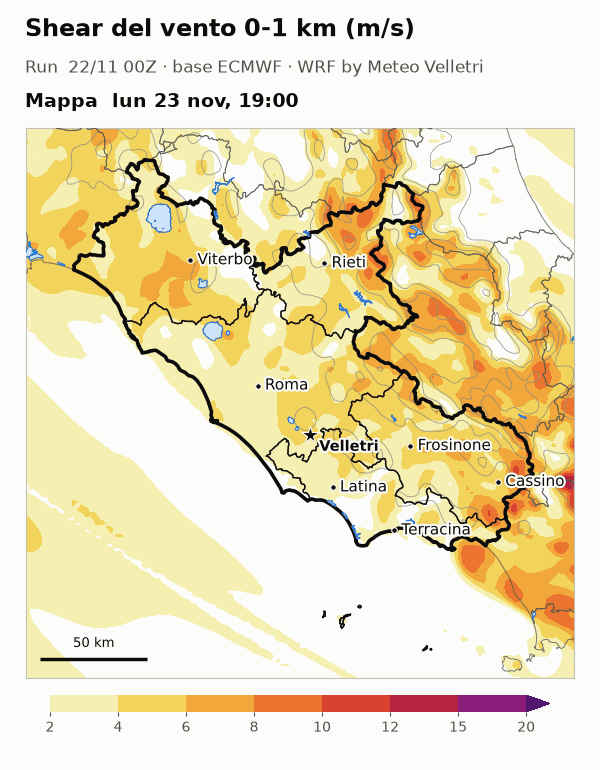 Shear del vento 0-1 km (m/s)
Run  22/11 00Z · base ECMWF · WRF by Meteo Velletri
Mappa  lun 23 nov, 19:00
Viterbo
Rieti
Roma
Velletri
Frosinone
Latina
Cassino
Terracina
50 km
2 4 6 8 10 12 15 20